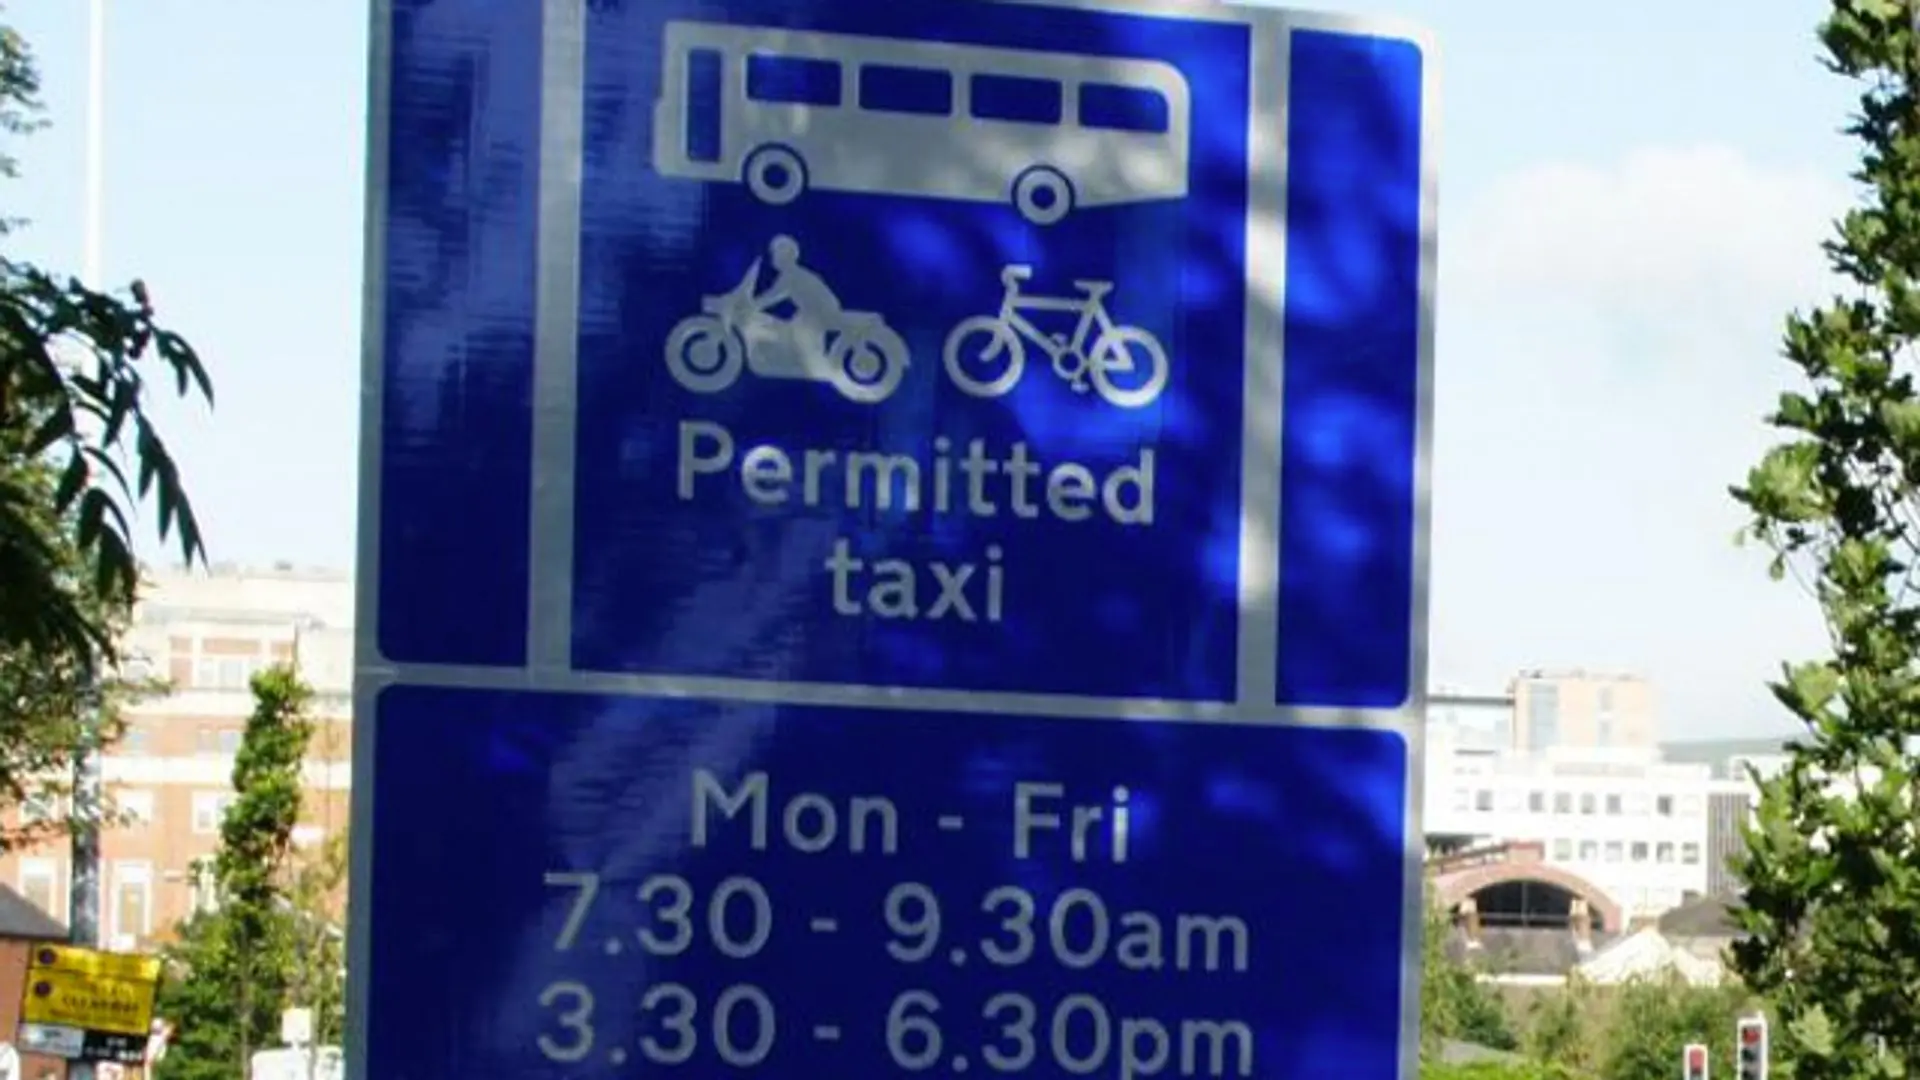 Permitted
taxi
Mon - Fri
7.30 - 9.30am
3.30 - 6.30pm